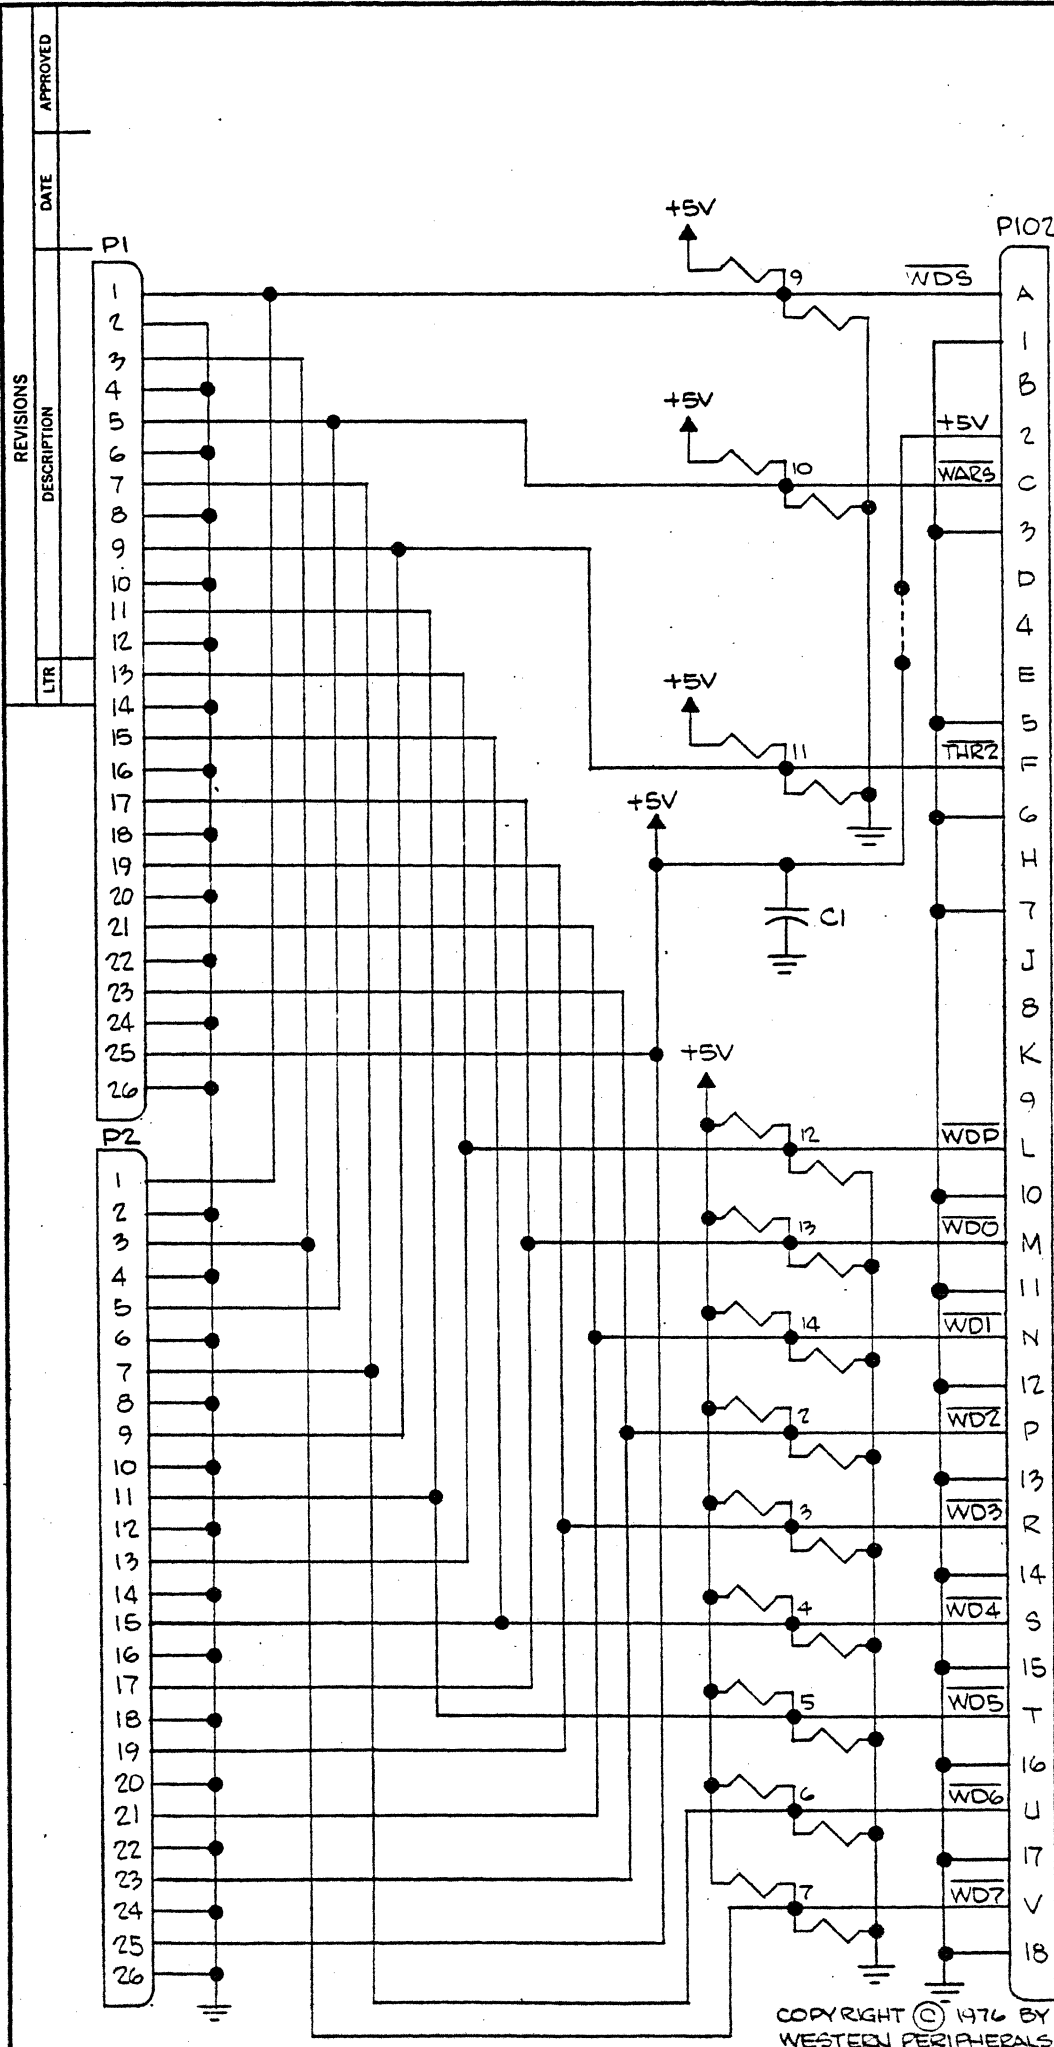 REVISIONS
LTR
DESCRIPTION
DATE
APPROVED
P1
1
2
3
4
5
6
7
8
9
10
11
12
13
14
15
16
17
18
19
20
21
22
23
24
25
26
P2
1
2
3
4
5
6
7
8
9
10
11
12
13
14
15
16
17
18
19
20
21
22
23
24
25
26
+5V
9
+5V
10
+5V
11
+5V
C1
+5V
12
13
14
2
3
4
5
6
7
WDS
+5V
WARS
THR2
WDP
WD0
WD1
WD2
WD3
WD4
WD5
WD6
WD7
P102
A
1
B
2
C
3
D
4
E
5
F
6
H
7
J
8
K
9
L
10
M
11
N
12
P
13
R
14
S
15
T
16
U
17
V
18
COPYRIGHT © 1976 BY
WESTERN PERIPHERALS